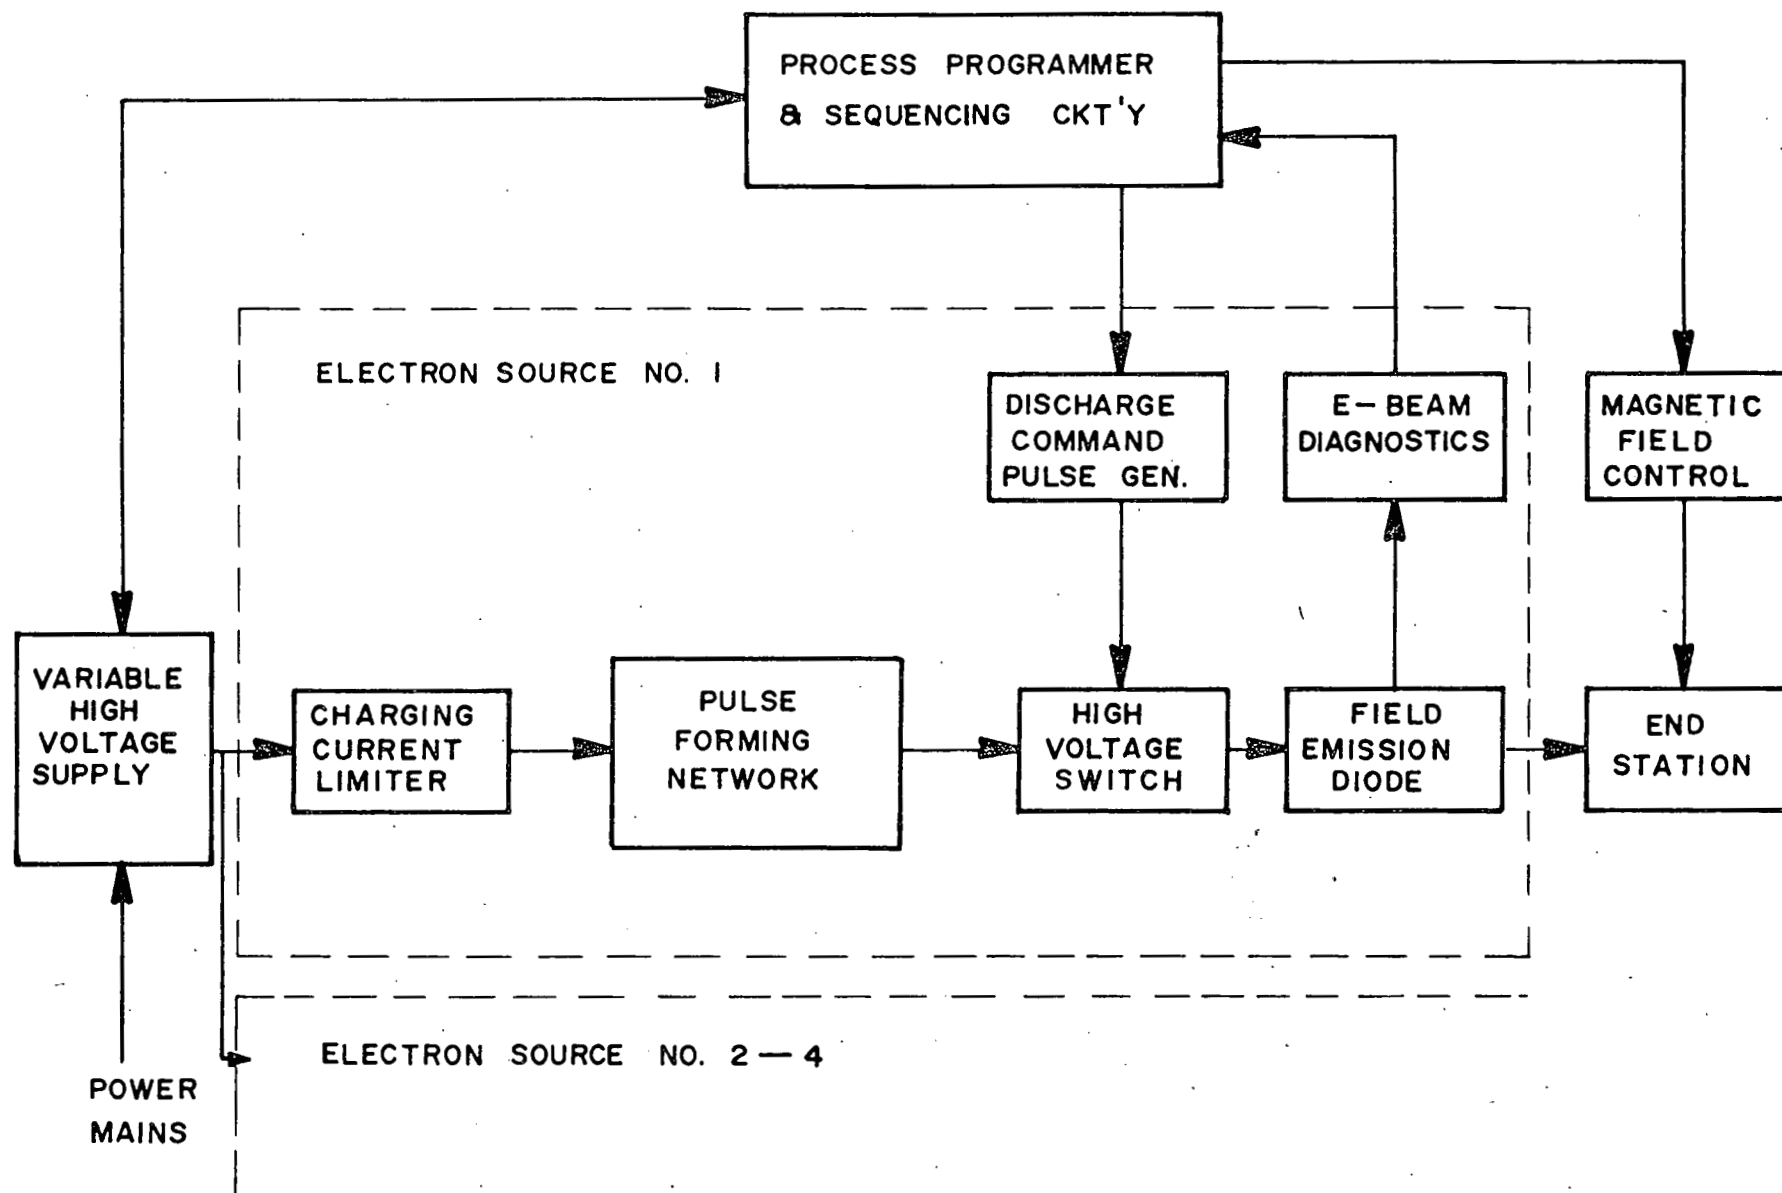 PROCESS PROGRAMMER
& SEQUENCING CKT'Y
ELECTRON SOURCE NO. 1
DISCHARGE
COMMAND
PULSE GEN.
E-BEAM
DIAGNOSTICS
MAGNETIC
FIELD
CONTROL
VARIABLE
HIGH
VOLTAGE
SUPPLY
CHARGING
CURRENT
LIMITER
PULSE
FORMING
NETWORK
HIGH
VOLTAGE
SWITCH
FIELD
EMISSION
DIODE
END
STATION
ELECTRON SOURCE NO. 2-4
POWER
MAINS